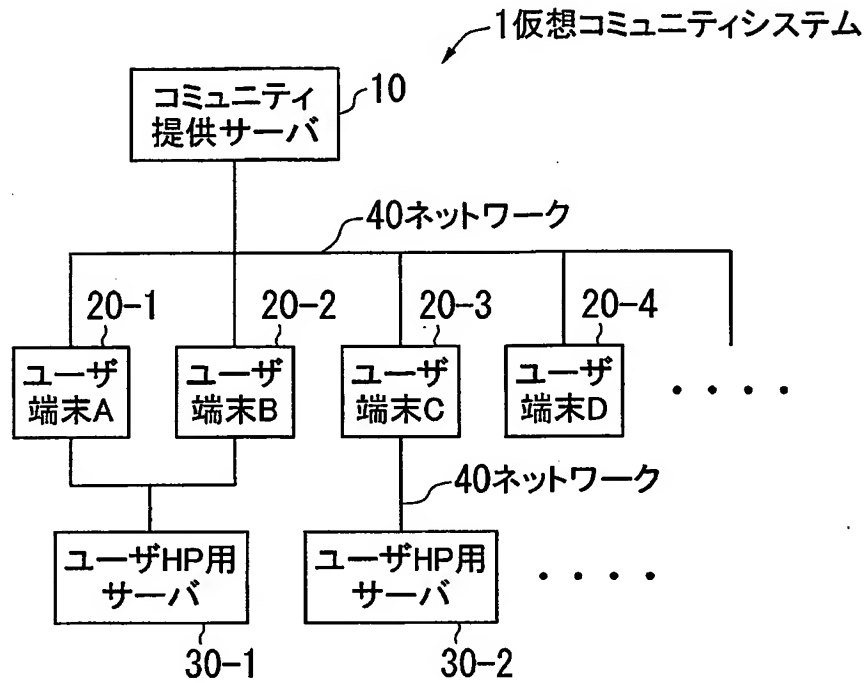 1仮想コミュニティシステム
コミュニティ
提供サーバ
10
40ネットワーク
20-1
20-2
20-3
20-4
ユーザ
端末A
ユーザ
端末B
ユーザ
端末C
ユーザ
端末D
・・・・
40ネットワーク
ユーザHP用
サーバ
ユーザHP用
サーバ
・・・・
30-1
30-2